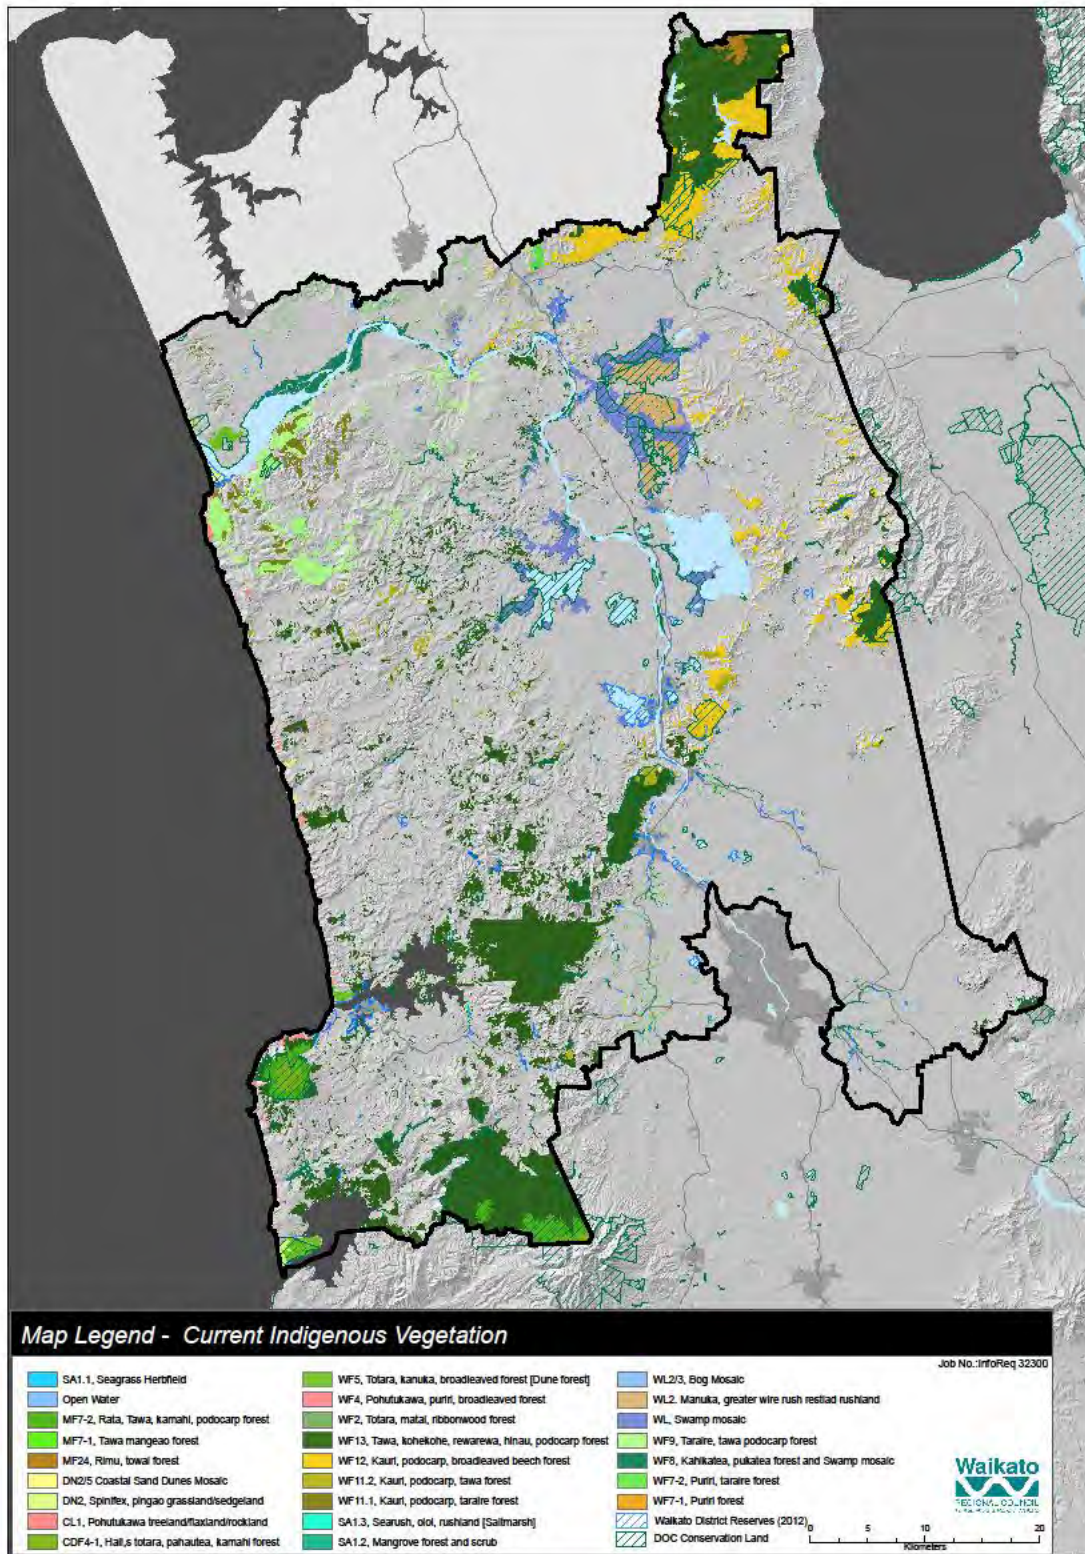 Map Legend - Current Indigenous Vegetation
Job No.:InfoReq 32300
SA1.1, Seagrass Herbfield
Open Water
MF7-2, Rata, Tawa, kamahi, podocarp forest
MF7-1, Tawa mangeao forest
MF24, Rimu, towai forest
DN2/5 Coastal Sand Dunes Mosaic
DN2, Spinifex, pingao grassland/sedgeland
CL1, Pohutukawa treeland/flaxland/rockland
CDF4-1, Hall,s totara, pahautea, kamahi forest
WF5, Totara, kanuka, broadleaved forest [Dune forest]
WF4, Pohutukawa, puriri, broadleaved forest
WF2, Totara, matai, ribbonwood forest
WF13, Tawa, kohekohe, rewarewa, hinau, podocarp forest
WF12, Kauri, podocarp, broadleaved beech forest
WF11.2, Kauri, podocarp, tawa forest
WF11.1, Kauri, podocarp, taraire forest
SA1.3, Searush, oioi, rushland [Saltmarsh]
SA1.2, Mangrove forest and scrub
WL2/3, Bog Mosaic
WL2. Manuka, greater wire rush restiad rushland
WL, Swamp mosaic
WF9, Taraire, tawa podocarp forest
WF8, Kahikatea, pukatea forest and Swamp mosaic
WF7-2, Puriri, taraire forest
WF7-1, Puriri forest
Waikato District Reserves (2012)
DOC Conservation Land
Waikato
REGIONAL COUNCIL
0 5 10 20
Kilometers